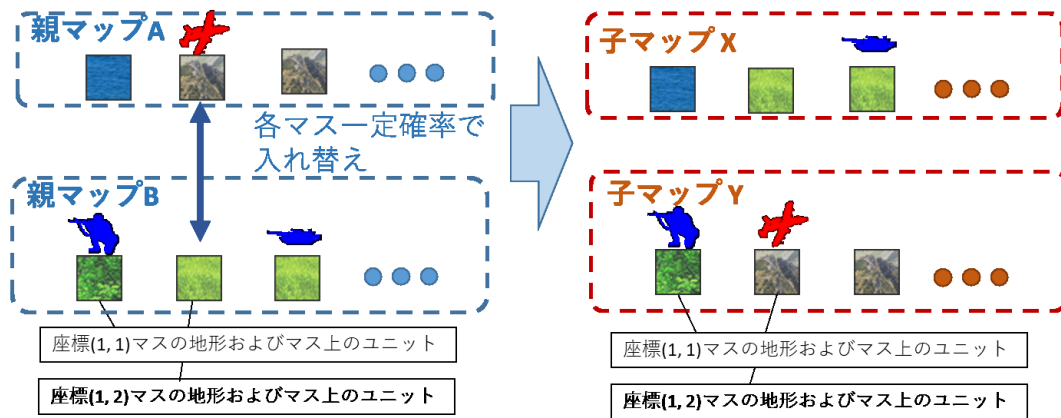 親マップA
各マス一定確率で
入れ替え
親マップB
座標(1, 1)マスの地形およびマス上のユニット
座標(1, 2)マスの地形およびマス上のユニット
子マップ X
子マップ Y
座標(1, 1)マスの地形およびマス上のユニット
座標(1, 2)マスの地形およびマス上のユニット